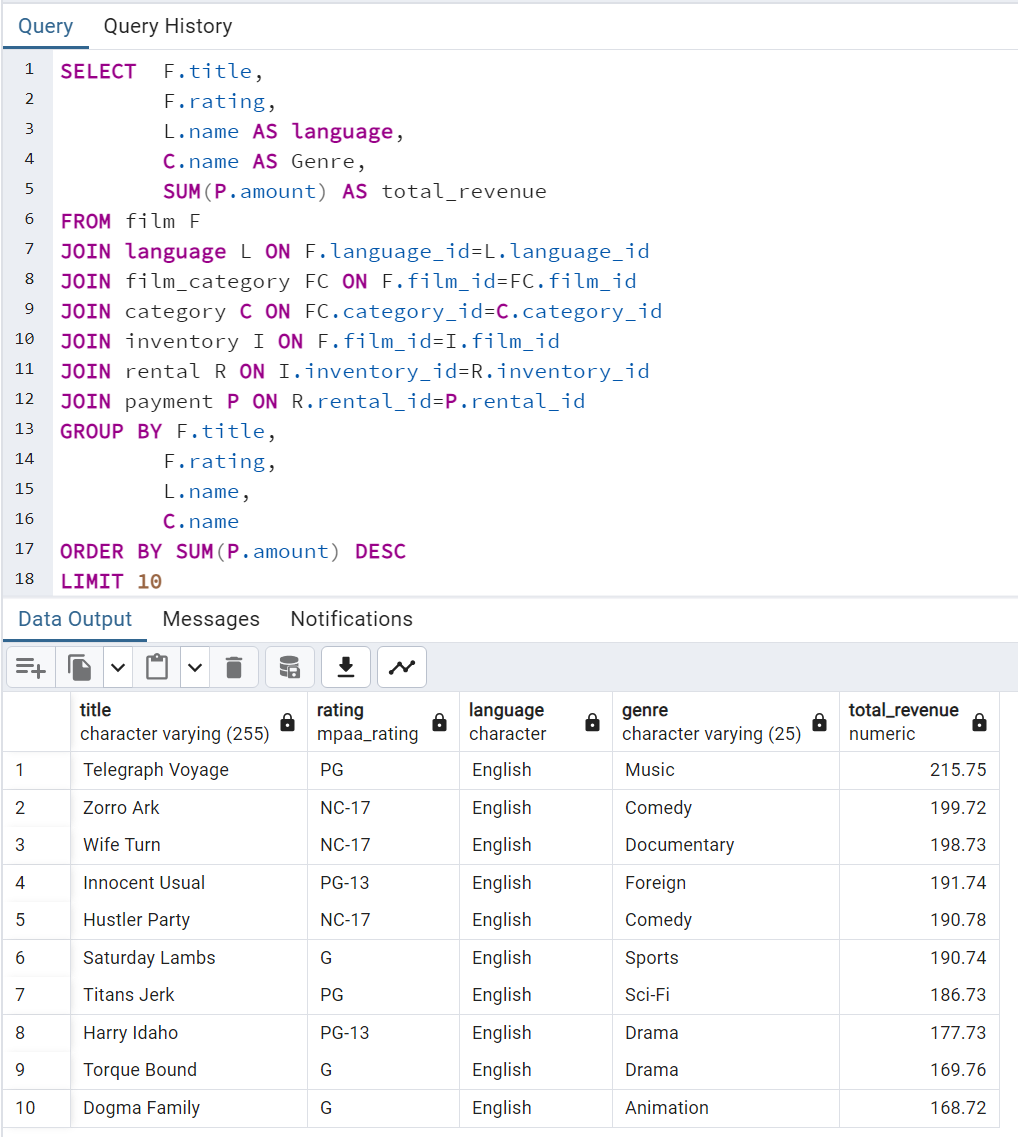 Query Query History
1 SELECT F.title,
2 F.rating,
3 L.name AS language,
4 C.name AS Genre,
5 SUM(P.amount) AS total_revenue
6 FROM film F
7 JOIN language L ON F.language_id=L.language_id
8 JOIN film_category FC ON F.film_id=FC.film_id
9 JOIN category C ON FC.category_id=C.category_id
10 JOIN inventory I ON F.film_id=I.film_id
11 JOIN rental R ON I.inventory_id=R.inventory_id
12 JOIN payment P ON R.rental_id=P.rental_id
13 GROUP BY F.title,
14 F.rating,
15 L.name,
16 C.name
17 ORDER BY SUM(P.amount) DESC
18 LIMIT 10
Data Output Messages Notifications
title rating language genre total_revenue
character varying (255) mpaa_rating character character varying (25) numeric
1 Telegraph Voyage PG English Music 215.75
2 Zorro Ark NC-17 English Comedy 199.72
3 Wife Turn NC-17 English Documentary 198.73
4 Innocent Usual PG-13 English Foreign 191.74
5 Hustler Party NC-17 English Comedy 190.78
6 Saturday Lambs G English Sports 190.74
7 Titans Jerk PG English Sci-Fi 186.73
8 Harry Idaho PG-13 English Drama 177.73
9 Torque Bound G English Drama 169.76
10 Dogma Family G English Animation 168.72